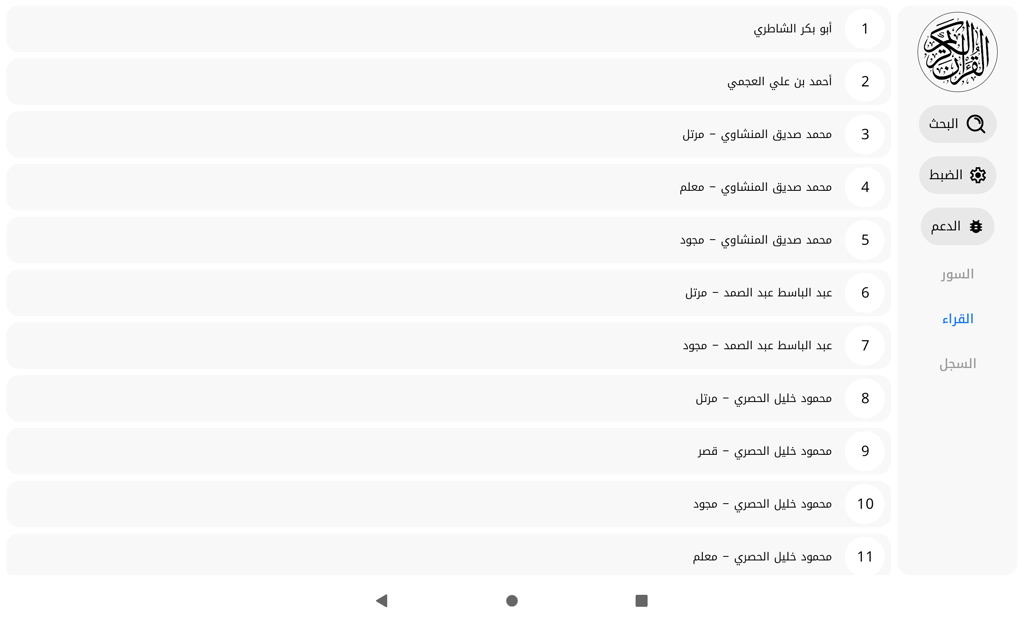 القرآن الكريم
البحث
الضبط
الدعم
السور
القراء
السجل
1 أبو بكر الشاطري
2 أحمد بن علي العجمي
3 محمد صديق المنشاوي – مرتل
4 محمد صديق المنشاوي – معلم
5 محمد صديق المنشاوي – مجود
6 عبد الباسط عبد الصمد – مرتل
7 عبد الباسط عبد الصمد – مجود
8 محمود خليل الحصري – مرتل
9 محمود خليل الحصري – قصر
10 محمود خليل الحصري – مجود
11 محمود خليل الحصري – معلم